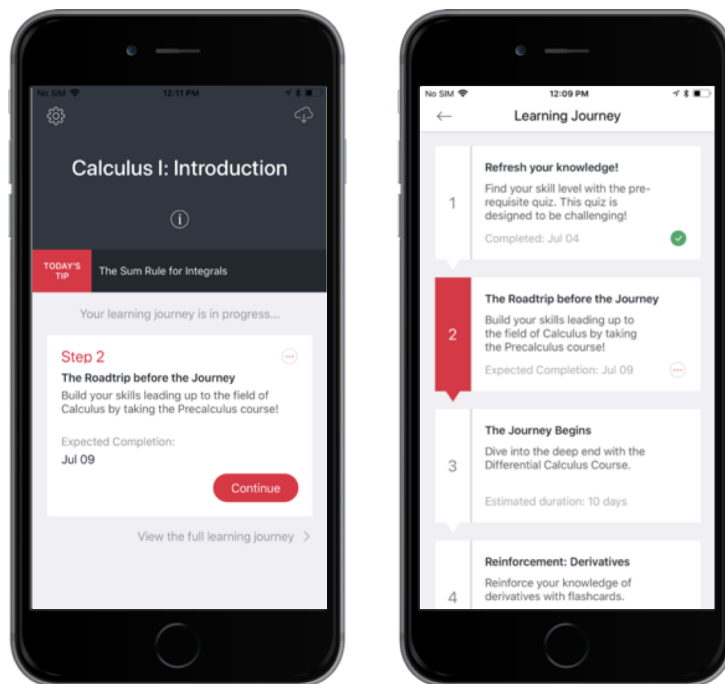 No SIM 12:11 PM
Calculus I: Introduction
TODAY'S
TIP
The Sum Rule for Integrals
Your learning journey is in progress...
Step 2
The Roadtrip before the Journey
Build your skills leading up to the field of
Calculus by taking the Precalculus course!
Expected Completion:
Jul 09
Continue
View the full learning journey
No SIM 12:09 PM
Learning Journey
1
Refresh your knowledge!
Find your skill level with the pre-
requisite quiz. This quiz is
designed to be challenging!
Completed: Jul 04
2
The Roadtrip before the Journey
Build your skills leading up to
the field of Calculus by taking
the Precalculus course!
Expected Completion: Jul 09
3
The Journey Begins
Dive into the deep end with the
Differential Calculus Course.
Estimated duration: 10 days
4
Reinforcement: Derivatives
Reinforce your knowledge of
derivatives with flashcards.